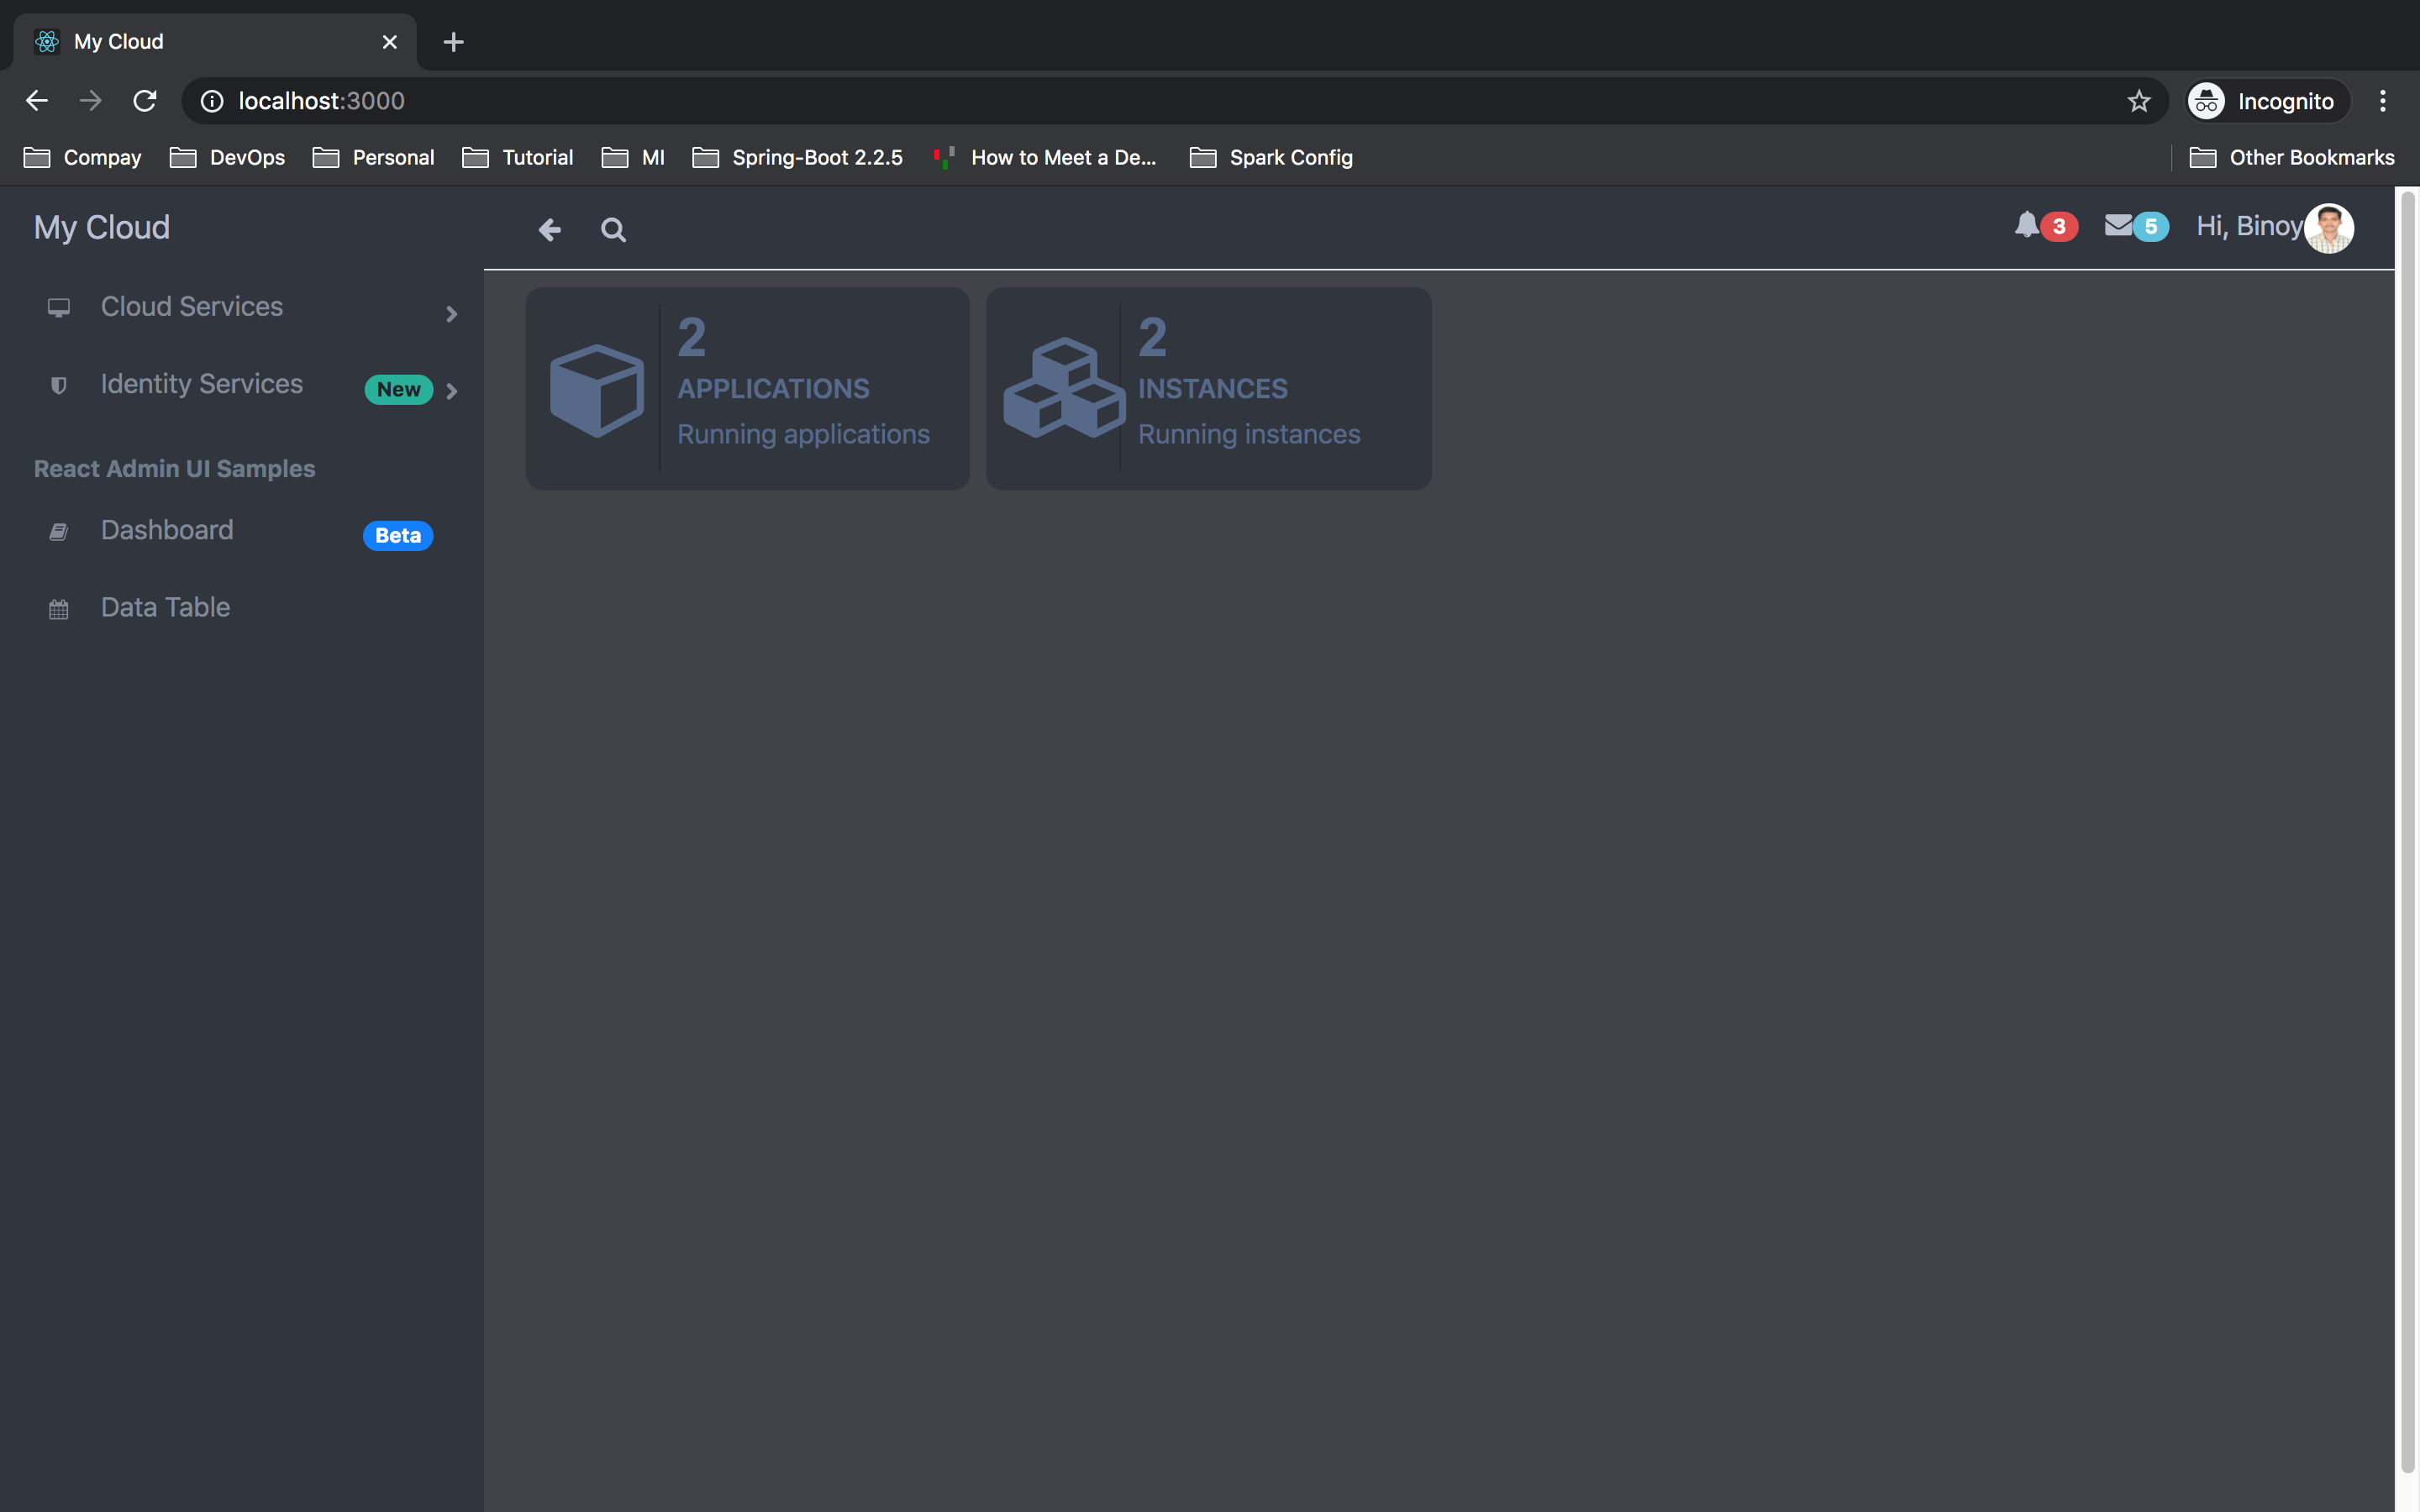 My Cloud
localhost:3000
Incognito
Compay DevOps Personal Tutorial MI Spring-Boot 2.2.5 How to Meet a De... Spark Config Other Bookmarks
My Cloud
3 5 Hi, Binoy
Cloud Services
Identity Services New
React Admin UI Samples
Dashboard Beta
Data Table
2
APPLICATIONS
Running applications
2
INSTANCES
Running instances